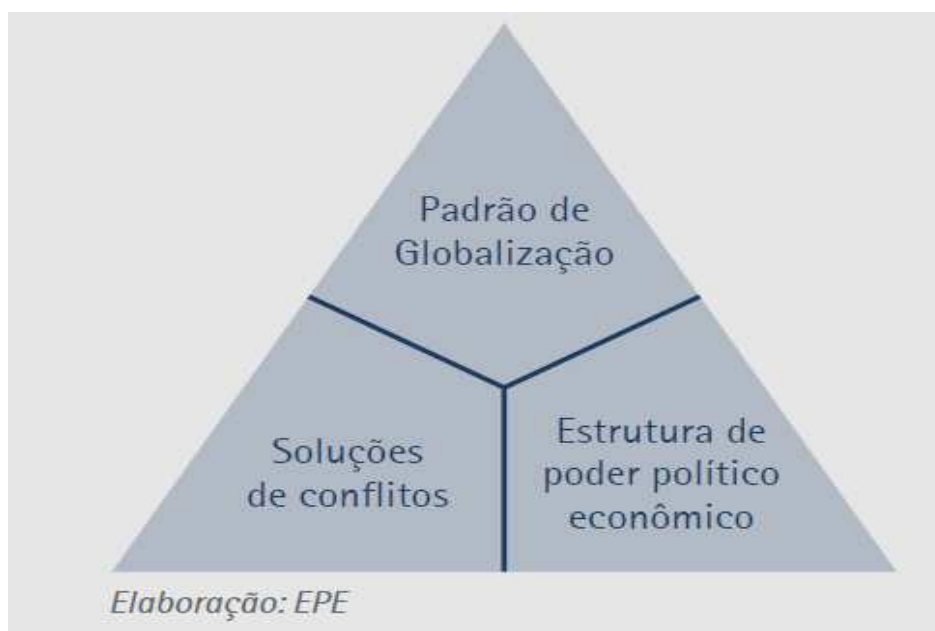 Padrão de
Globalização
Soluções
de conflitos
Estrutura de
poder político
econômico
Elaboração: EPE